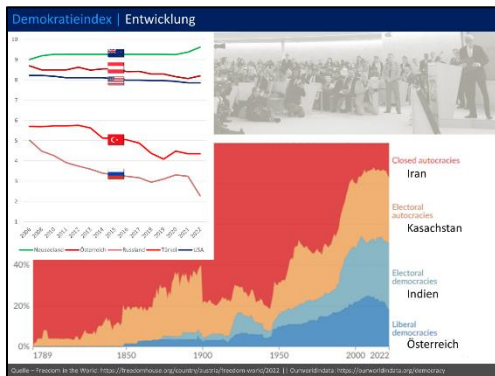 Demokratieindex | Entwicklung
10
9
8
7
6
5
4
3
2
1
2006 2008 2010 2011 2012 2013 2014 2015 2016 2017 2018 2019 2020 2021 2022
Neuseeland Österreich Russland Türkei USA
Closed autocracies
Iran
Electoral autocracies
Kasachstan
Electoral democracies
Indien
Liberal democracies
Österreich
40%
20%
0%
1789 1850 1900 1950 2000 2022
Quelle – Freedom in the World: https://freedomhouse.org/country/austria/freedom-world/2022 || Ourworldindata: https://ourworldindata.org/democracy